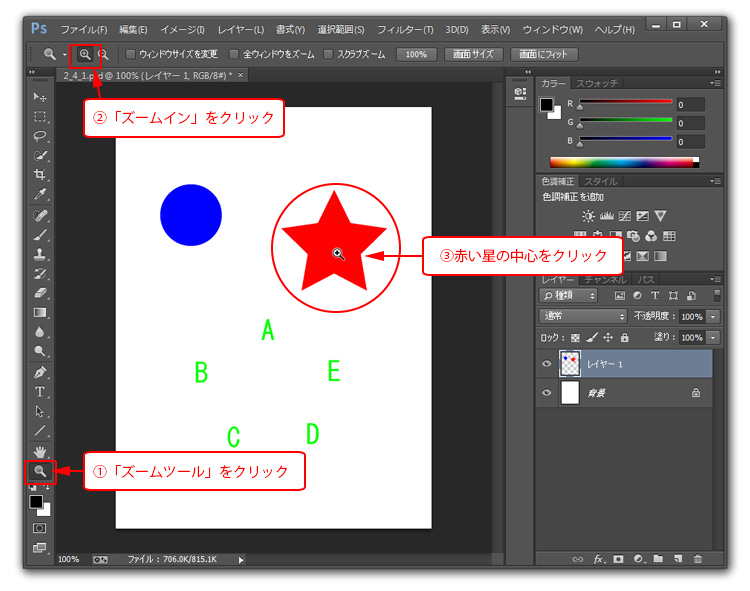 Ps ファイル(F) 編集(E) イメージ(I) レイヤー(L) 書式(Y) 選択範囲(S) フィルター(T) 3D(D) 表示(V) ウィンドウ(W) ヘルプ(H)
ウィンドウサイズを変更 全ウィンドウをズーム スクラブズーム 100% 画面サイズ 画面にフィット
2_4_1.psd @ 100% (レイヤー 1, RGB/8#) * ×
②「ズームイン」をクリック
③赤い星の中心をクリック
A
B
E
C
D
①「ズームツール」をクリック
100% ファイル : 706.0K/815.1K
カラー スウォッチ
R 0
G 0
B 0
色調補正 スタイル
色調補正を追加
レイヤー チャンネル パス
種類
通常 不透明度 : 100%
ロック : 塗り : 100%
レイヤー 1
背景
fx